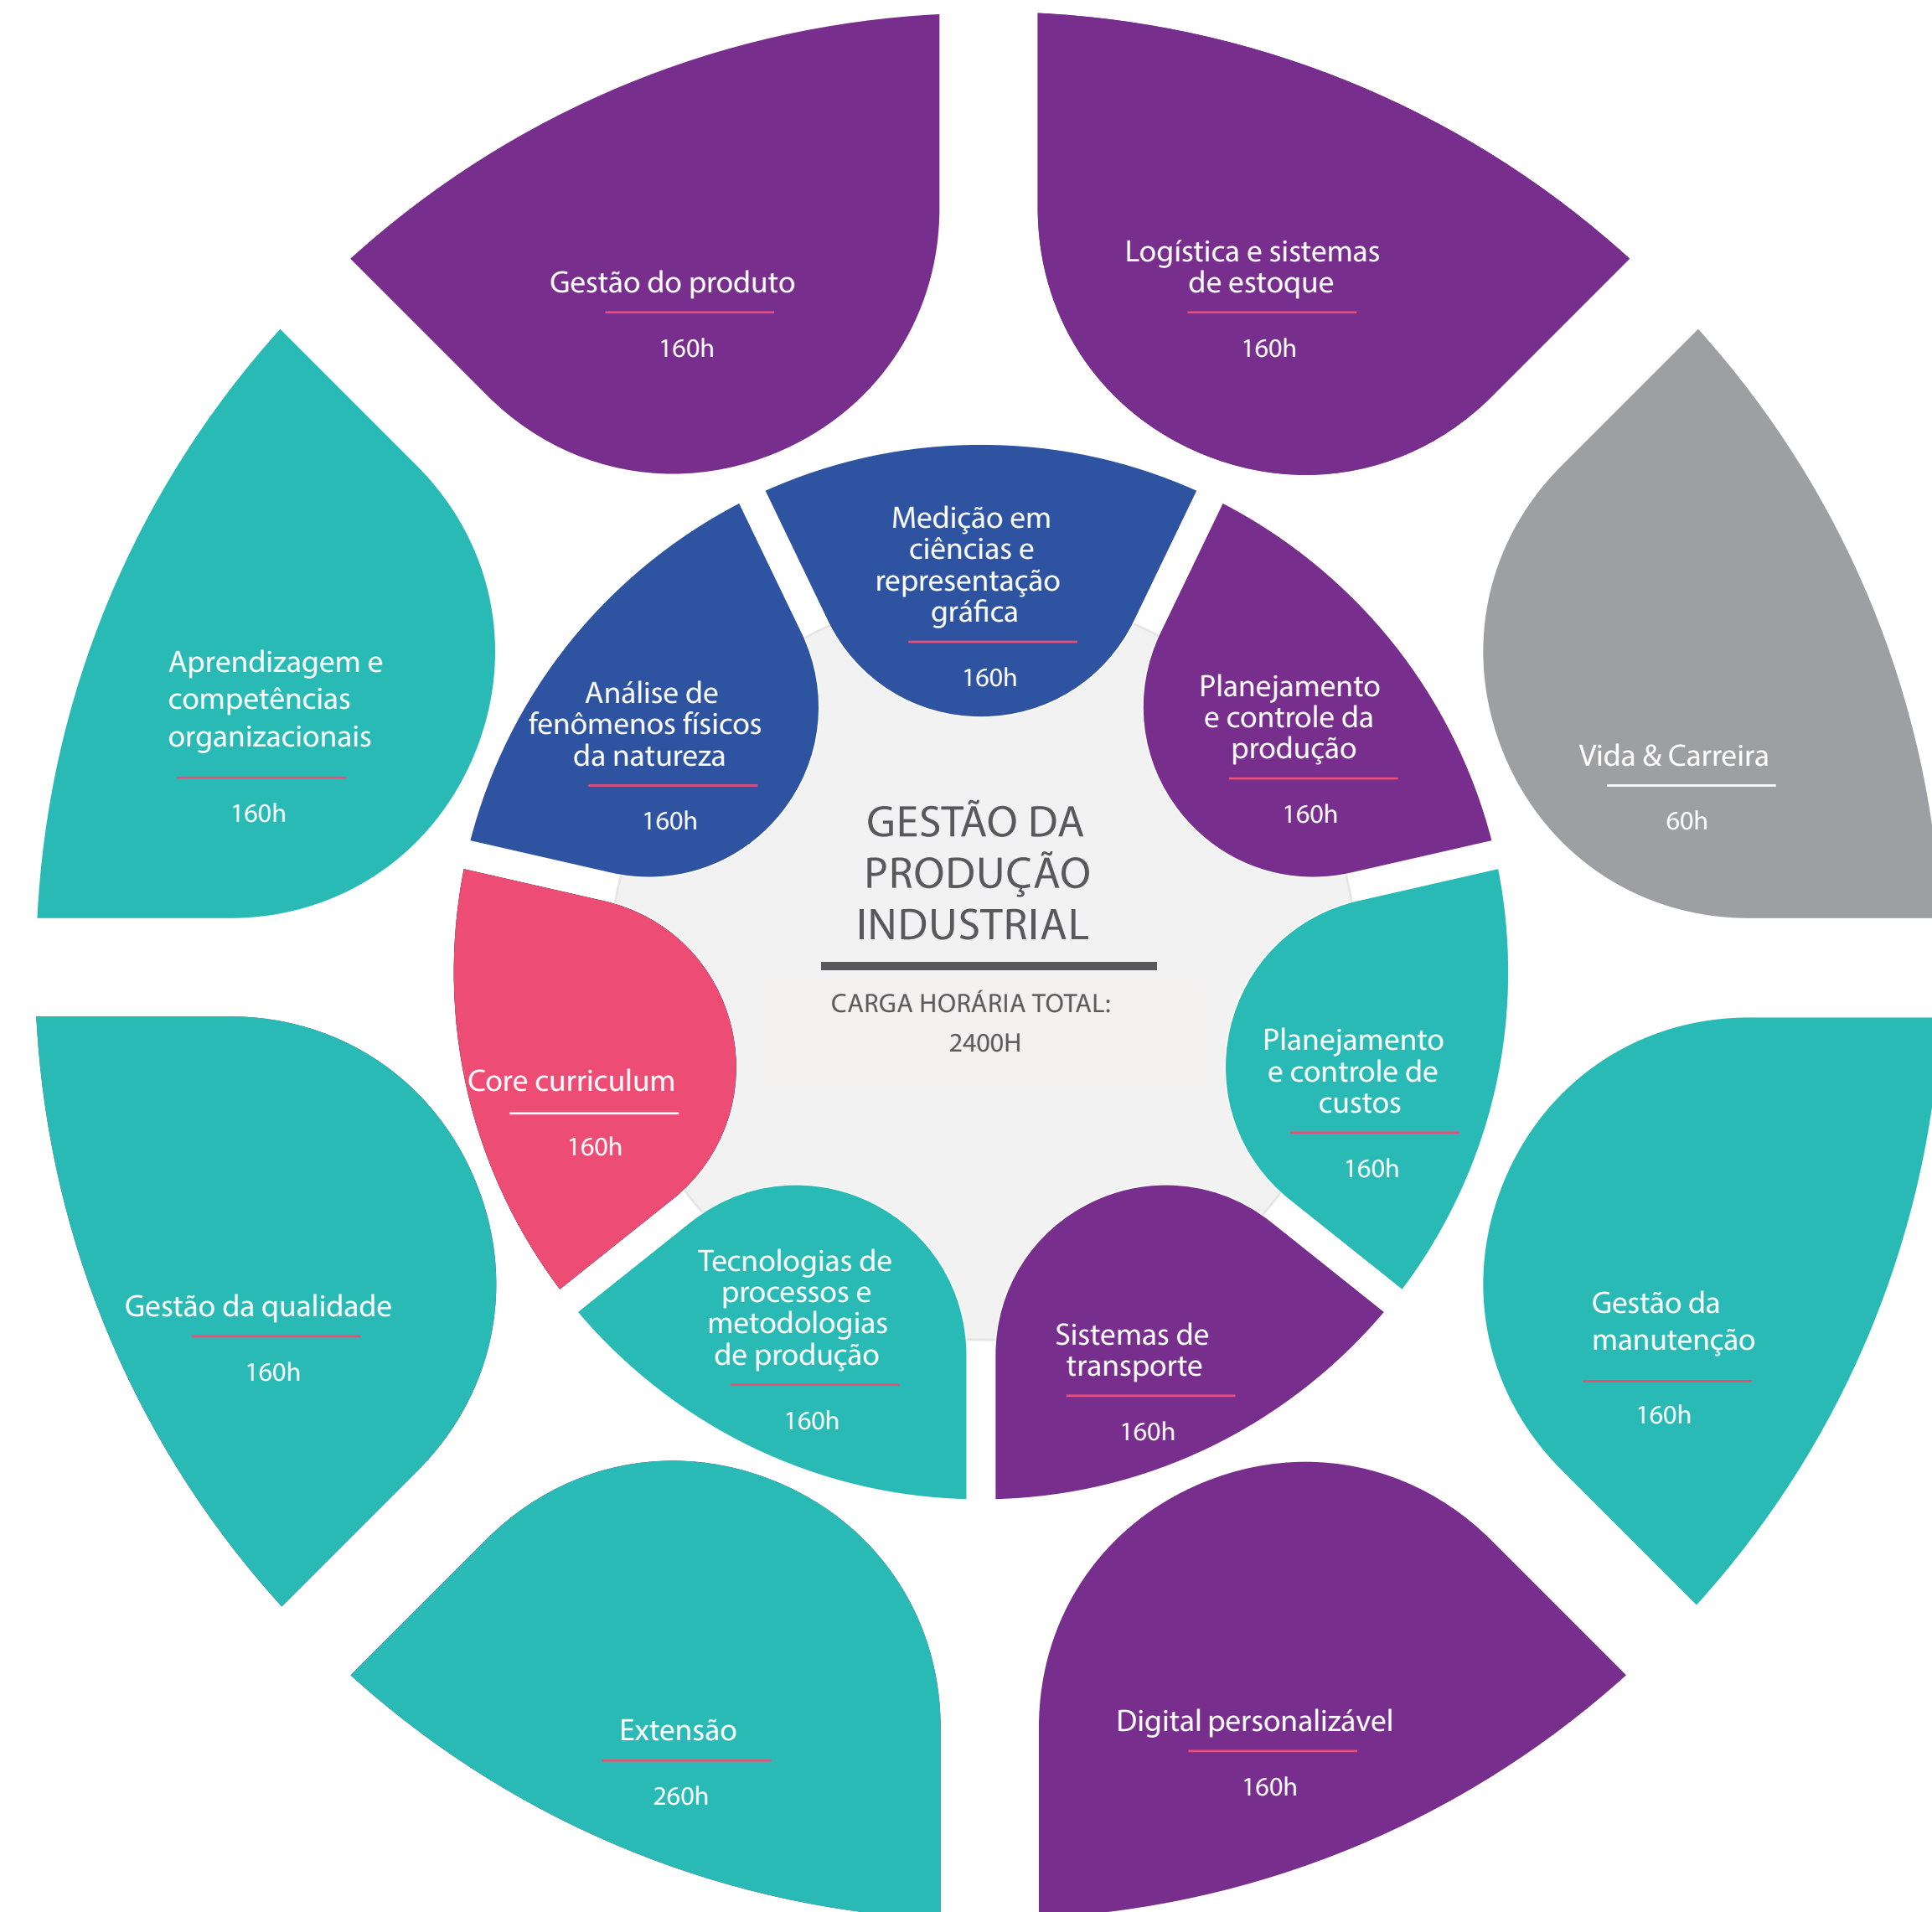 Gestão do produto
160h
Logística e sistemas
de estoque
160h
Aprendizagem e
competências
organizacionais
160h
Vida & Carreira
60h
Medição em
ciências e
representação
gráfica
160h
Análise de
fenômenos físicos
da natureza
160h
Planejamento
e controle da
produção
160h
GESTÃO DA
PRODUÇÃO
INDUSTRIAL
CARGA HORÁRIA TOTAL:
2400H
Core curriculum
160h
Planejamento
e controle de
custos
160h
Tecnologias de
processos e
metodologias
de produção
160h
Sistemas de
transporte
160h
Gestão da qualidade
160h
Gestão da
manutenção
160h
Extensão
260h
Digital personalizável
160h